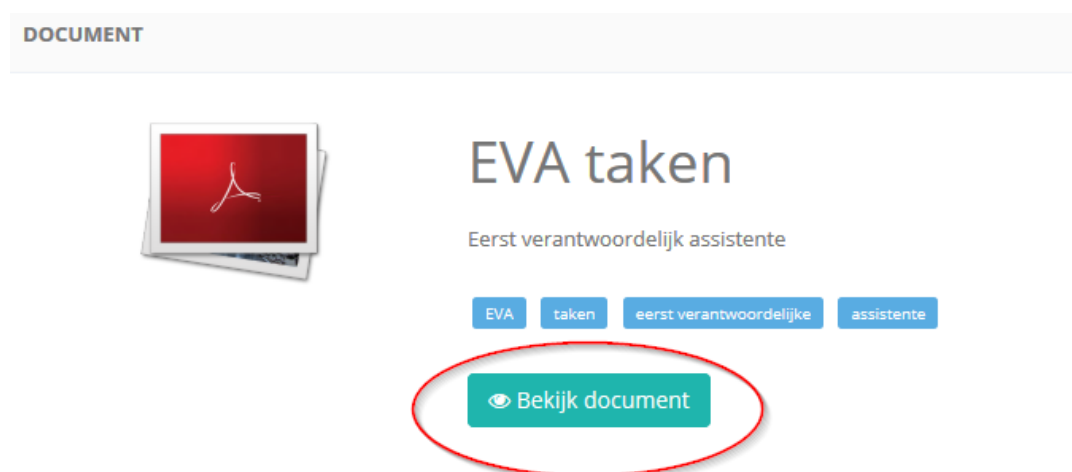 DOCUMENT
EVA taken
Eerst verantwoordelijk assistente
EVA taken eerst verantwoordelijke assistente
Bekijk document